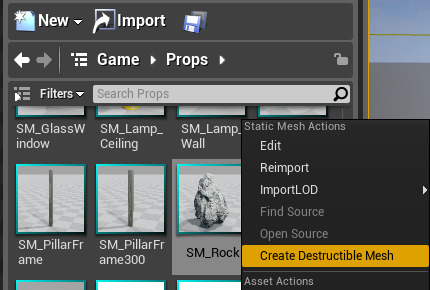 New Import
Game Props
Filters Search Props
SM_GlassWindow
SM_Lamp_Ceiling
SM_Lamp_Wall
SM_PillarFrame
SM_PillarFrame300
SM_Rock
Static Mesh Actions
Edit
Reimport
ImportLOD
Find Source
Open Source
Create Destructible Mesh
Asset Actions